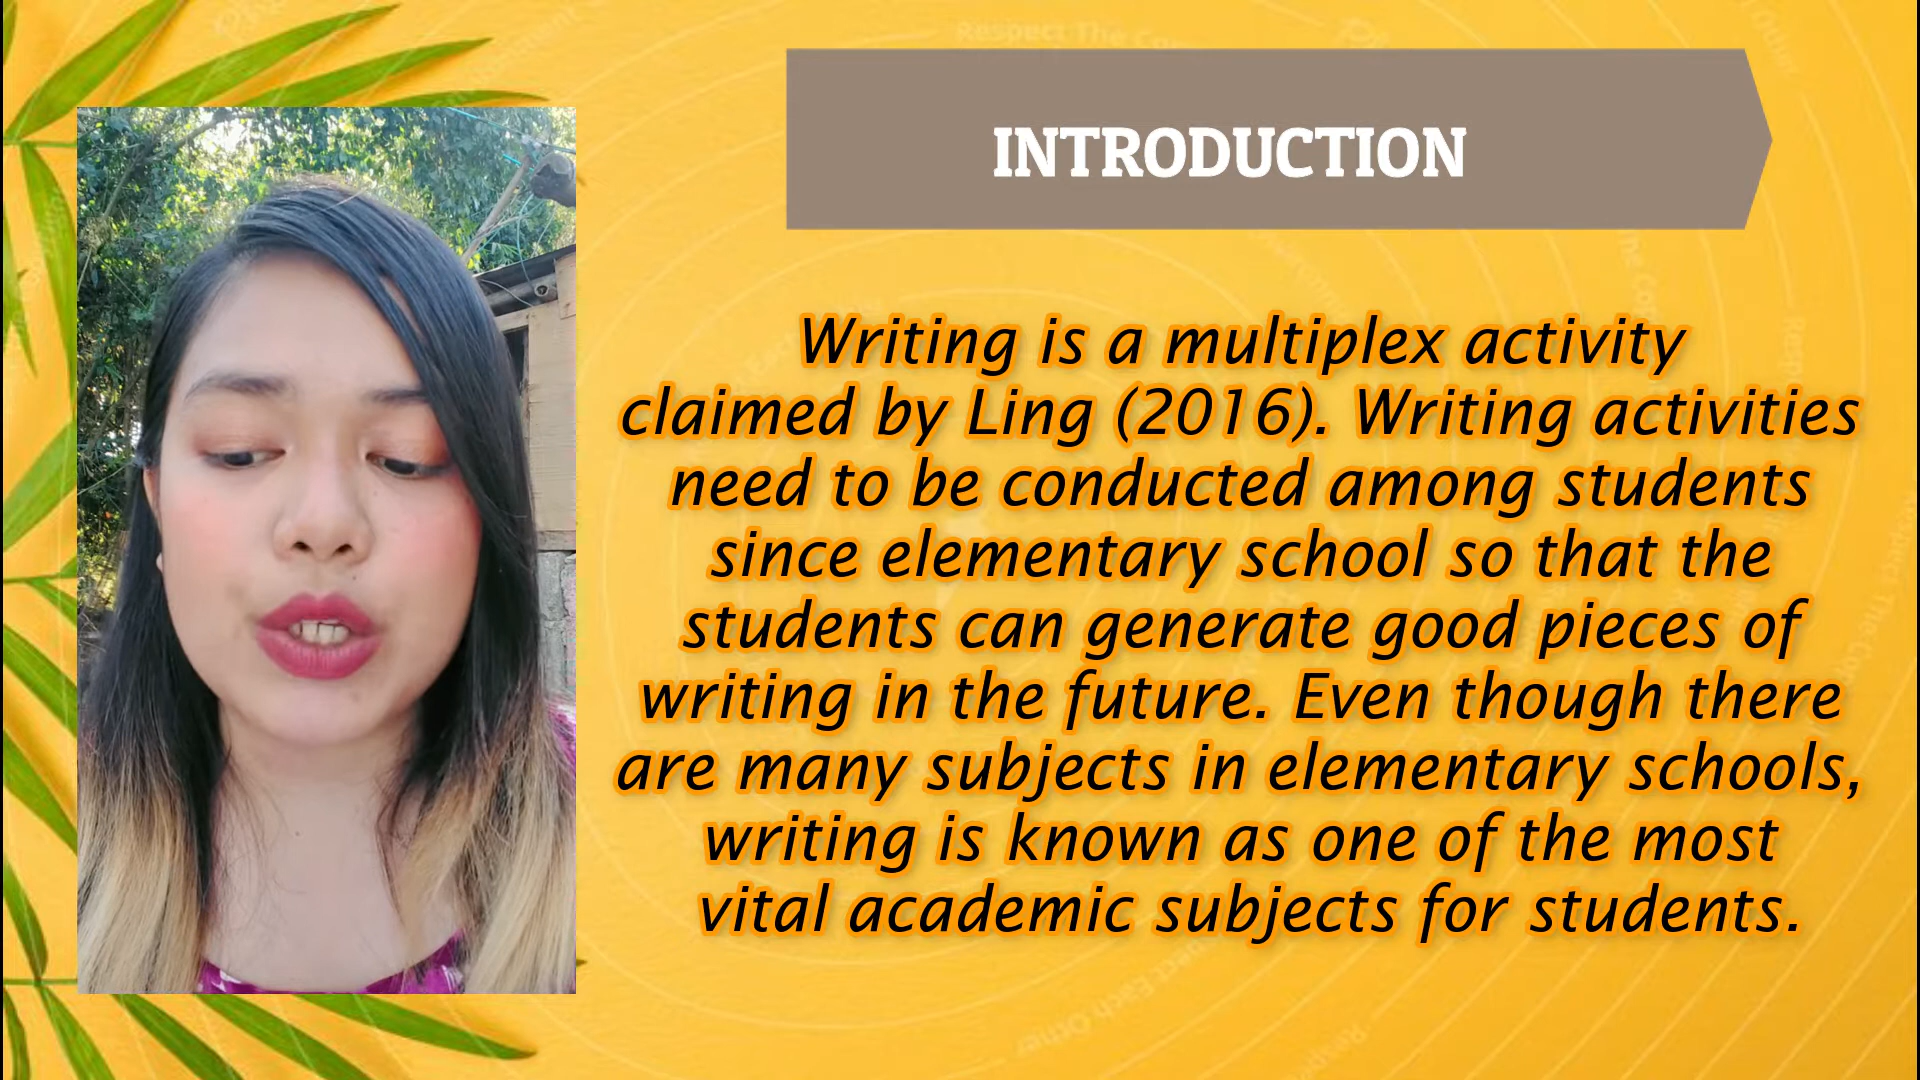 INTRODUCTION
Writing is a multiplex activity
claimed by Ling (2016). Writing activities
need to be conducted among students
since elementary school so that the
students can generate good pieces of
writing in the future. Even though there
are many subjects in elementary schools,
writing is known as one of the most
vital academic subjects for students.